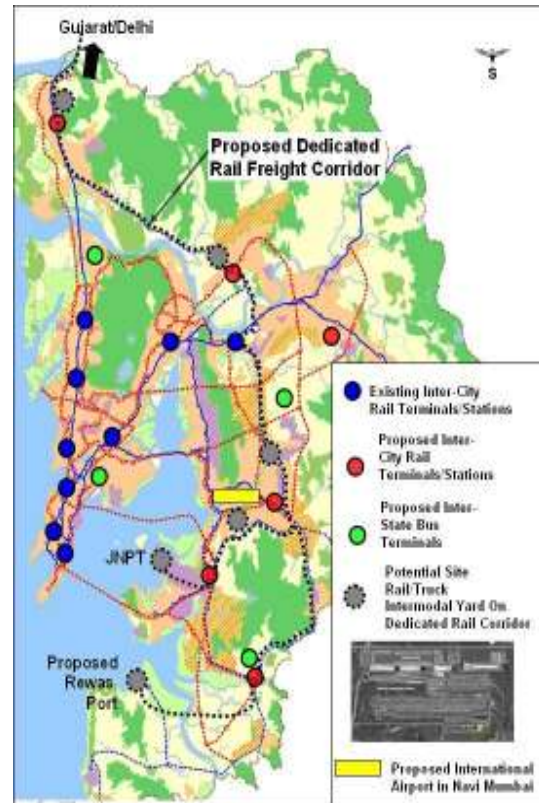 Gujarat/Delhi
S
Proposed Dedicated
Rail Freight Corridor
Existing Inter-City
Rail Terminals/Stations
Proposed Inter-
City Rail
Terminals/Stations
Proposed Inter-
State Bus
Terminals
Potential Site
Rail/Truck
Intermodal Yard On
Dedicated Rail Corridor
JNPT
Proposed
Rewas
Port
Proposed International
Airport in Navi Mumbai